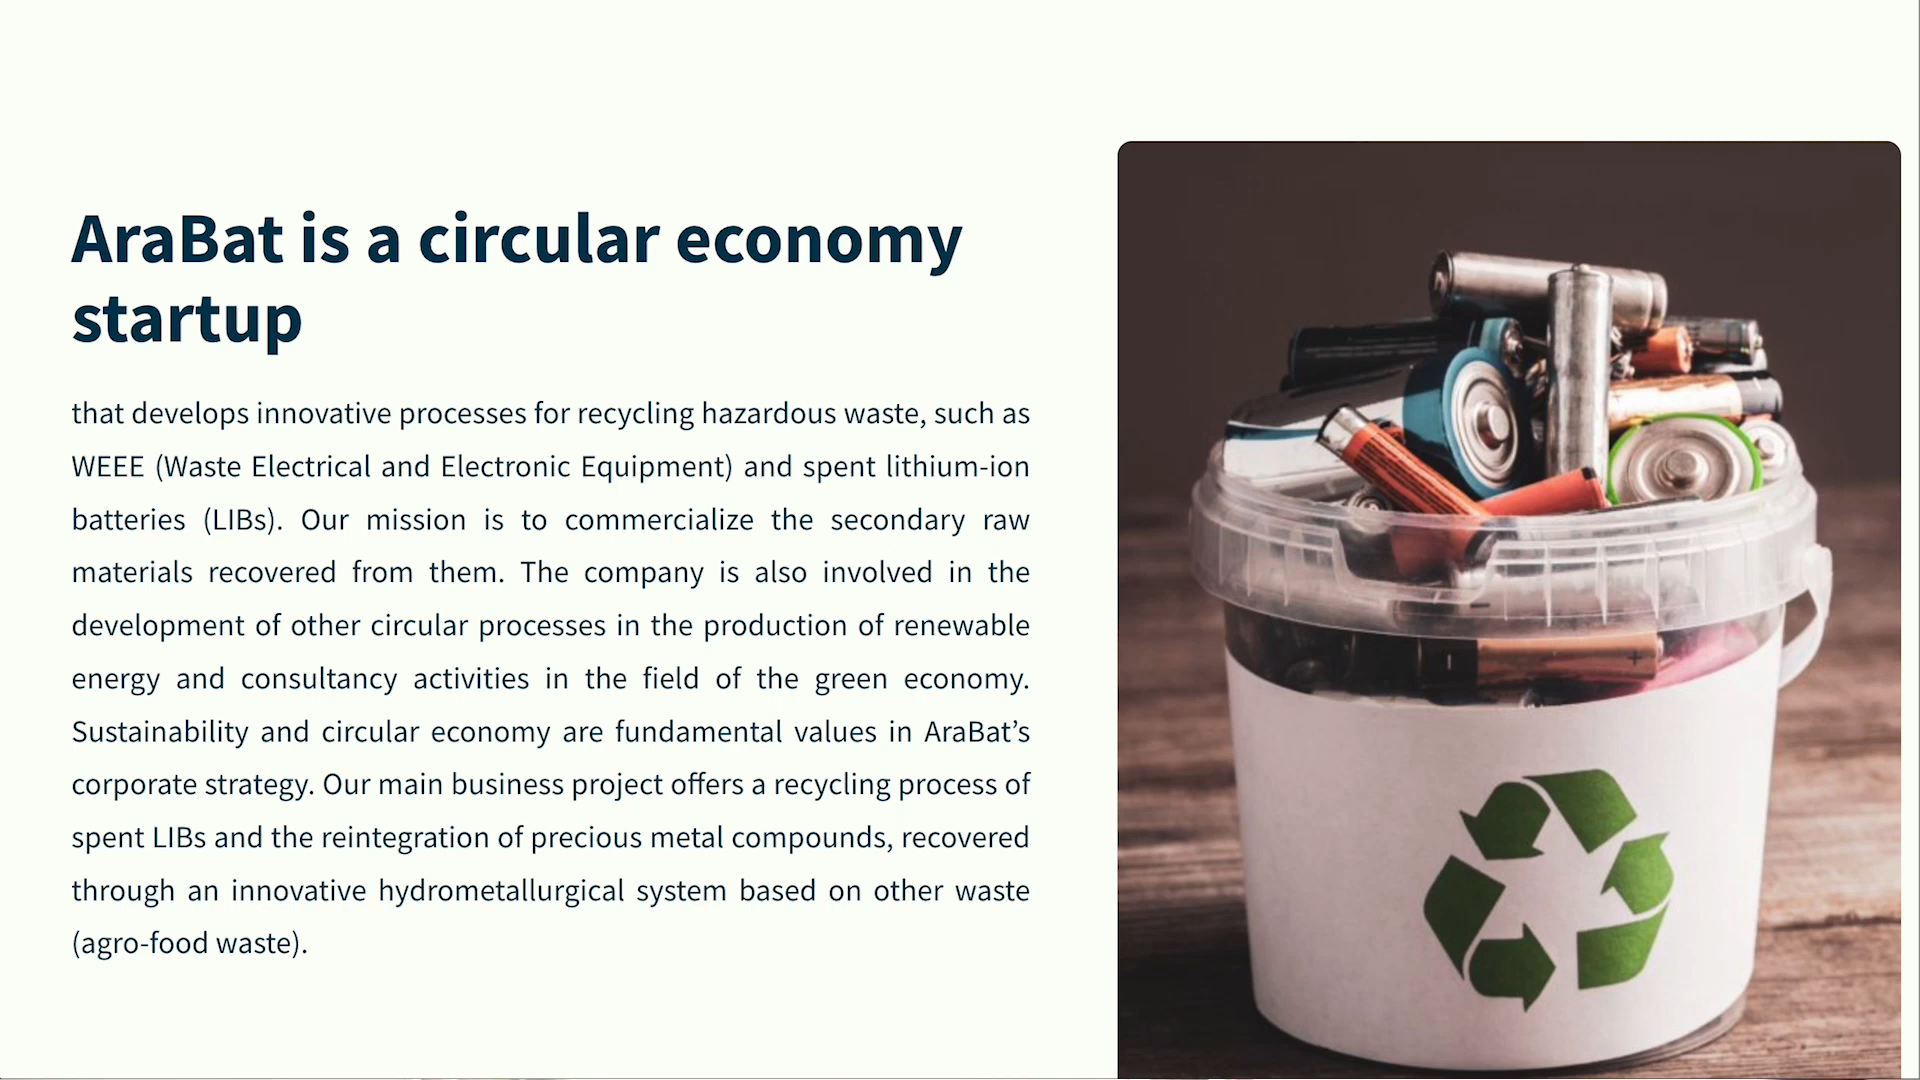 AraBat is a circular economy
startup
that develops innovative processes for recycling hazardous waste, such as
WEEE (Waste Electrical and Electronic Equipment) and spent lithium-ion
batteries (LIBs). Our mission is to commercialize the secondary raw
materials recovered from them. The company is also involved in the
development of other circular processes in the production of renewable
energy and consultancy activities in the field of the green economy.
Sustainability and circular economy are fundamental values in AraBat’s
corporate strategy. Our main business project offers a recycling process of
spent LIBs and the reintegration of precious metal compounds, recovered
through an innovative hydrometallurgical system based on other waste
(agro-food waste).